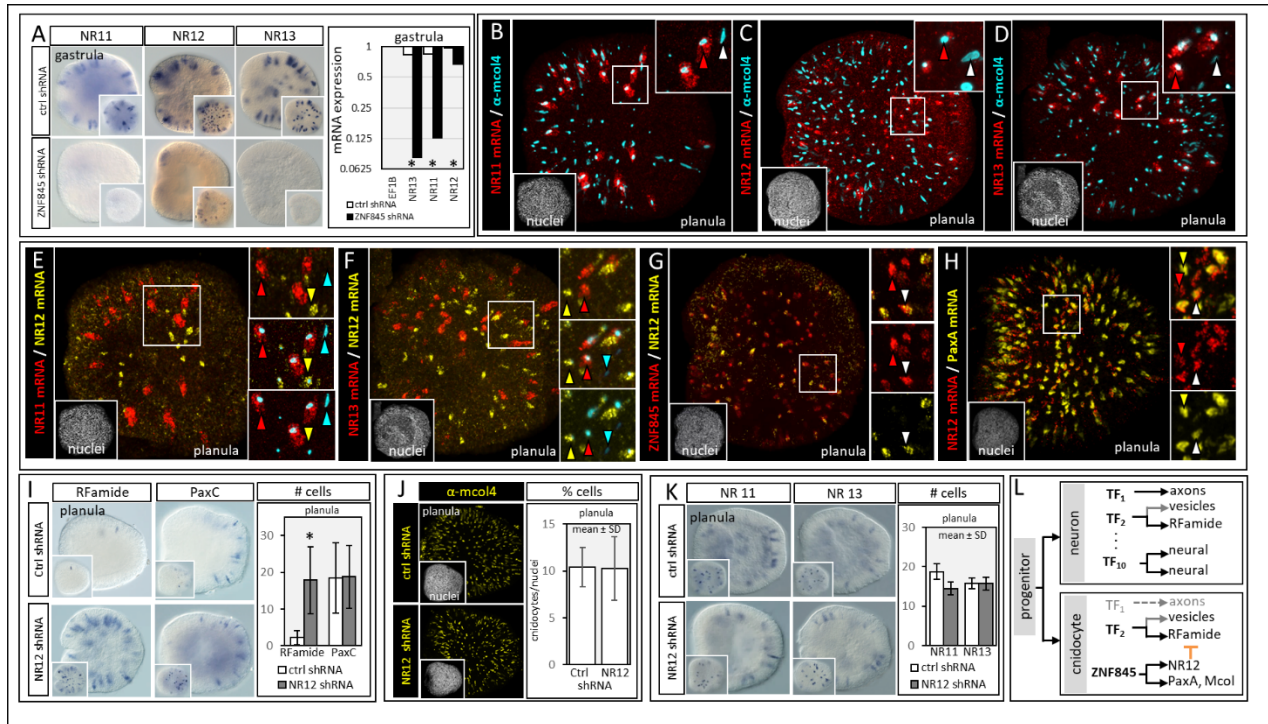 A
NR11
NR12
NR13
gastrula
ctrl shRNA
ZNF845 shRNA
gastrula
mRNA expression
1
0.5
0.25
0.125
0.0625
* * *
EF1B
NR13
NR11
NR12
ctrl shRNA
ZNF845 shRNA
B
NR11 mRNA / α-mcol4
nuclei
planula
C
NR12 mRNA / α-mcol4
nuclei
planula
D
NR13 mRNA / α-mcol4
nuclei
planula
E
NR11 mRNA / NR12 mRNA
nuclei
planula
F
NR13 mRNA / NR12 mRNA
nuclei
planula
G
ZNF845 mRNA / NR12 mRNA
nuclei
planula
H
NR12 mRNA / PaxA mRNA
nuclei
planula
I
RFamide
PaxC
# cells
planula
Ctrl shRNA
NR12 shRNA
planula
30
20
10
0
*
RFamide PaxC
ctrl shRNA
NR12 shRNA
J
α-mcol4
% cells
planula
ctrl shRNA
nuclei
NR12 shRNA
planula
mean ± SD
cnidocytes/nuclei
15
10
5
0
Ctrl NR12
shRNA
K
NR 11
NR 13
# cells
planula
Ctrl shRNA
NR12 shRNA
planula
mean ± SD
30
20
10
0
NR11 NR13
ctrl shRNA
NR12 shRNA
L
progenitor
neuron
TF1
axons
vesicles
TF2
RFamide
TF10
neural
neural
cnidocyte
TF1
axons
vesicles
TF2
RFamide
ZNF845
NR12
PaxA, Mcol